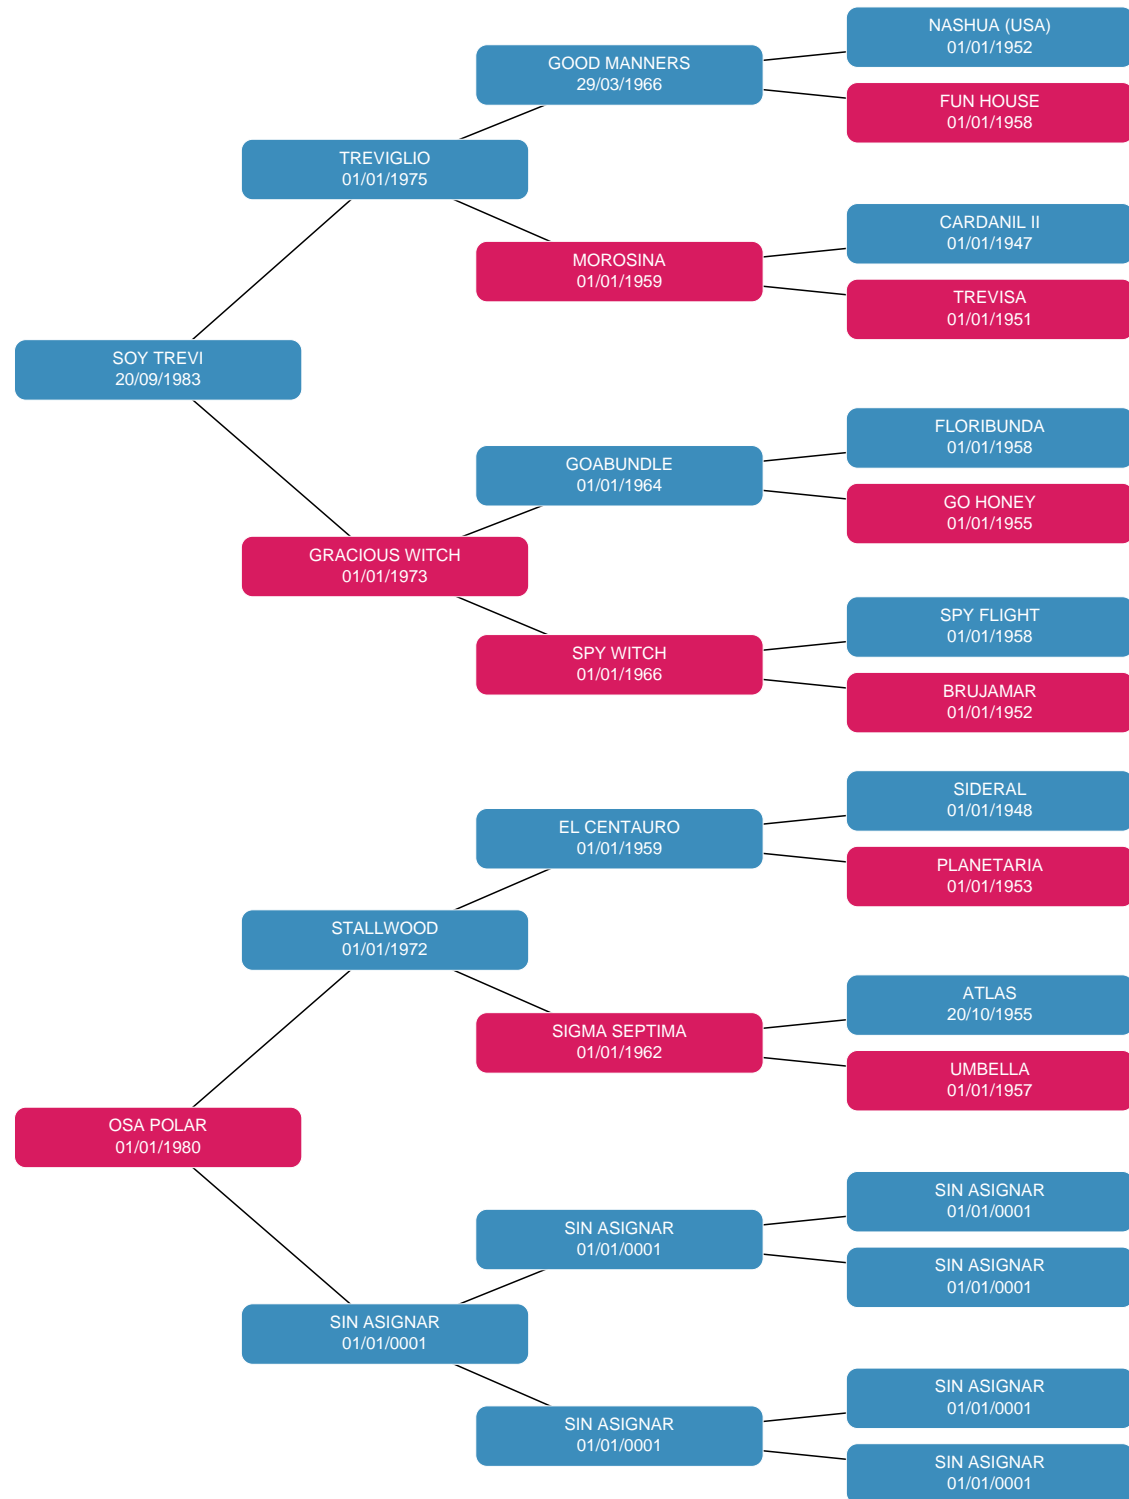 NASHUA (USA)
01/01/1952
GOOD MANNERS
29/03/1966
FUN HOUSE
01/01/1958
TREVIGLIO
01/01/1975
CARDANIL II
01/01/1947
MOROSINA
01/01/1959
TREVISA
01/01/1951
SOY TREVI
20/09/1983
FLORIBUNDA
01/01/1958
GOABUNDLE
01/01/1964
GO HONEY
01/01/1955
GRACIOUS WITCH
01/01/1973
SPY FLIGHT
01/01/1958
SPY WITCH
01/01/1966
BRUJAMAR
01/01/1952
SIDERAL
01/01/1948
EL CENTAURO
01/01/1959
PLANETARIA
01/01/1953
STALLWOOD
01/01/1972
ATLAS
20/10/1955
SIGMA SEPTIMA
01/01/1962
UMBELLA
01/01/1957
OSA POLAR
01/01/1980
SIN ASIGNAR
01/01/0001
SIN ASIGNAR
01/01/0001
SIN ASIGNAR
01/01/0001
SIN ASIGNAR
01/01/0001
SIN ASIGNAR
01/01/0001
SIN ASIGNAR
01/01/0001
SIN ASIGNAR
01/01/0001